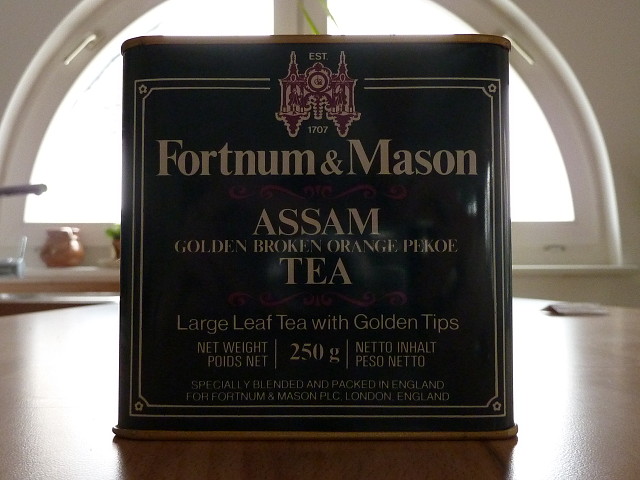 EST.
1707
Fortnum & Mason
ASSAM
GOLDEN BROKEN ORANGE PEKOE
TEA
Large Leaf Tea with Golden Tips
NET WEIGHT
POIDS NET
250 g
NETTO INHALT
PESO NETTO
SPECIALLY BLENDED AND PACKED IN ENGLAND
FOR FORTNUM & MASON PLC, LONDON, ENGLAND